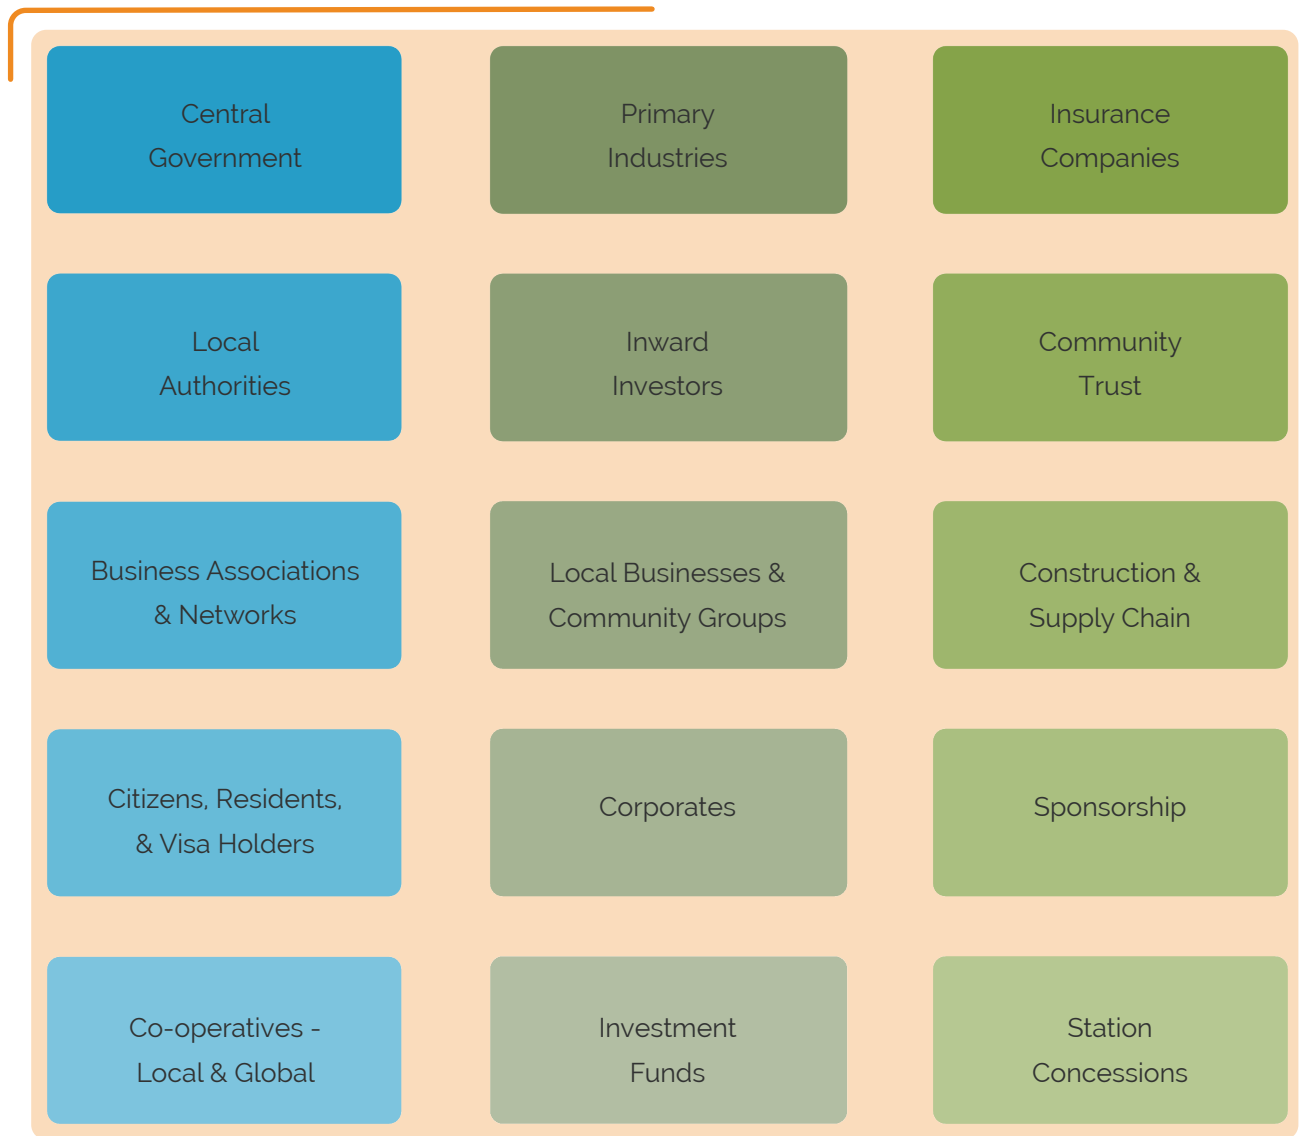 Central
Government
Primary
Industries
Insurance
Companies
Local
Authorities
Inward
Investors
Community
Trust
Business Associations
& Networks
Local Businesses &
Community Groups
Construction &
Supply Chain
Citizens, Residents,
& Visa Holders
Corporates
Sponsorship
Co-operatives -
Local & Global
Investment
Funds
Station
Concessions